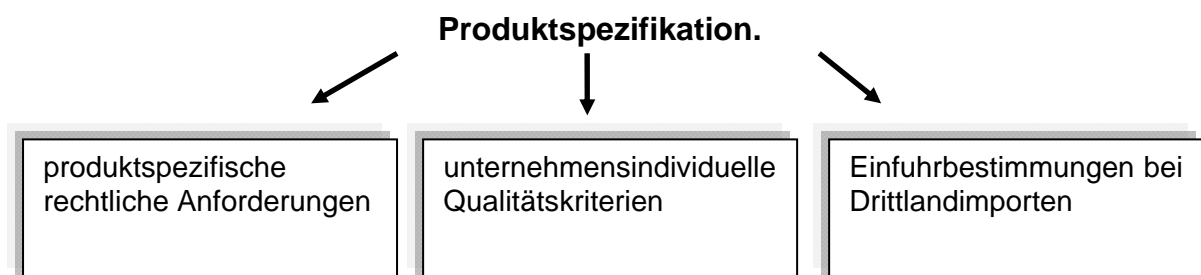 Produktspezifikation.
produktspezifische
rechtliche Anforderungen
unternehmensindividuelle
Qualitätskriterien
Einfuhrbestimmungen bei
Drittlandimporten